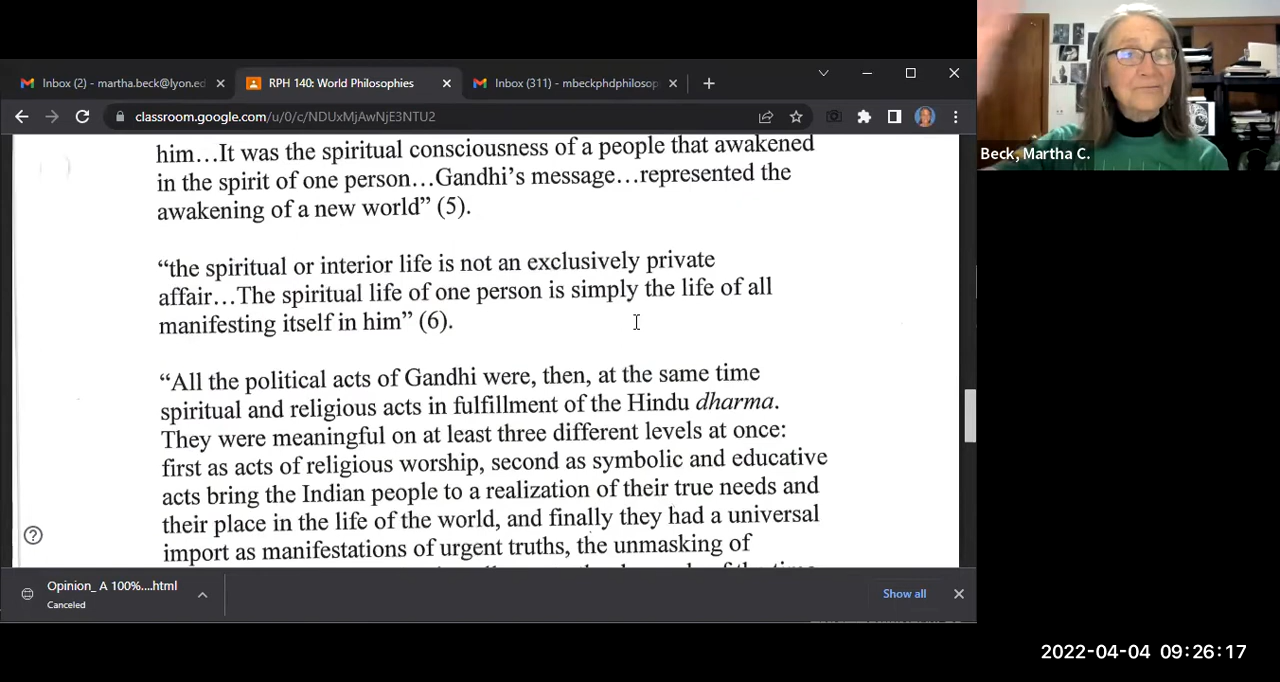 Inbox (2) - martha.beck@lyon.ed
RPH 140: World Philosophies
Inbox (311) - mbeckphdphilosop
classroom.google.com/u/0/c/NDUxMjAwNjE3NTU2
Beck, Martha C.
him…It was the spiritual consciousness of a people that awakened
in the spirit of one person…Gandhi’s message…represented the
awakening of a new world” (5).
“the spiritual or interior life is not an exclusively private
affair…The spiritual life of one person is simply the life of all
manifesting itself in him” (6).
“All the political acts of Gandhi were, then, at the same time
spiritual and religious acts in fulfillment of the Hindu dharma.
They were meaningful on at least three different levels at once:
first as acts of religious worship, second as symbolic and educative
acts bring the Indian people to a realization of their true needs and
their place in the life of the world, and finally they had a universal
import as manifestations of urgent truths, the unmasking of
Opinion_ A 100%....html
Canceled
Show all
2022-04-04 09:26:17